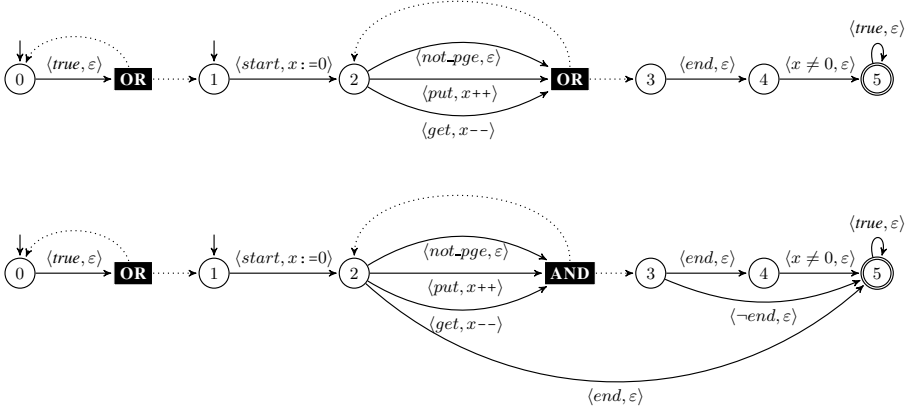 ⟨true, ε⟩
0 ⟨true, ε⟩ OR 1 ⟨start, x:=0⟩ 2 ⟨not_pge, ε⟩ OR 3 ⟨end, ε⟩ 4 ⟨x ≠ 0, ε⟩ 5
⟨put, x++⟩
⟨get, x--⟩
⟨true, ε⟩
0 ⟨true, ε⟩ OR 1 ⟨start, x:=0⟩ 2 ⟨not_pge, ε⟩ AND 3 ⟨end, ε⟩ 4 ⟨x ≠ 0, ε⟩ 5
⟨put, x++⟩
⟨get, x--⟩ ⟨¬end, ε⟩
⟨end, ε⟩